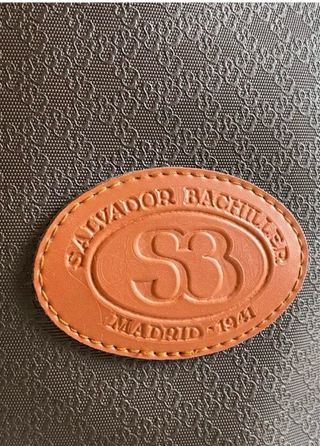 SALVADOR BACHILLER
SB
MADRID - 1941